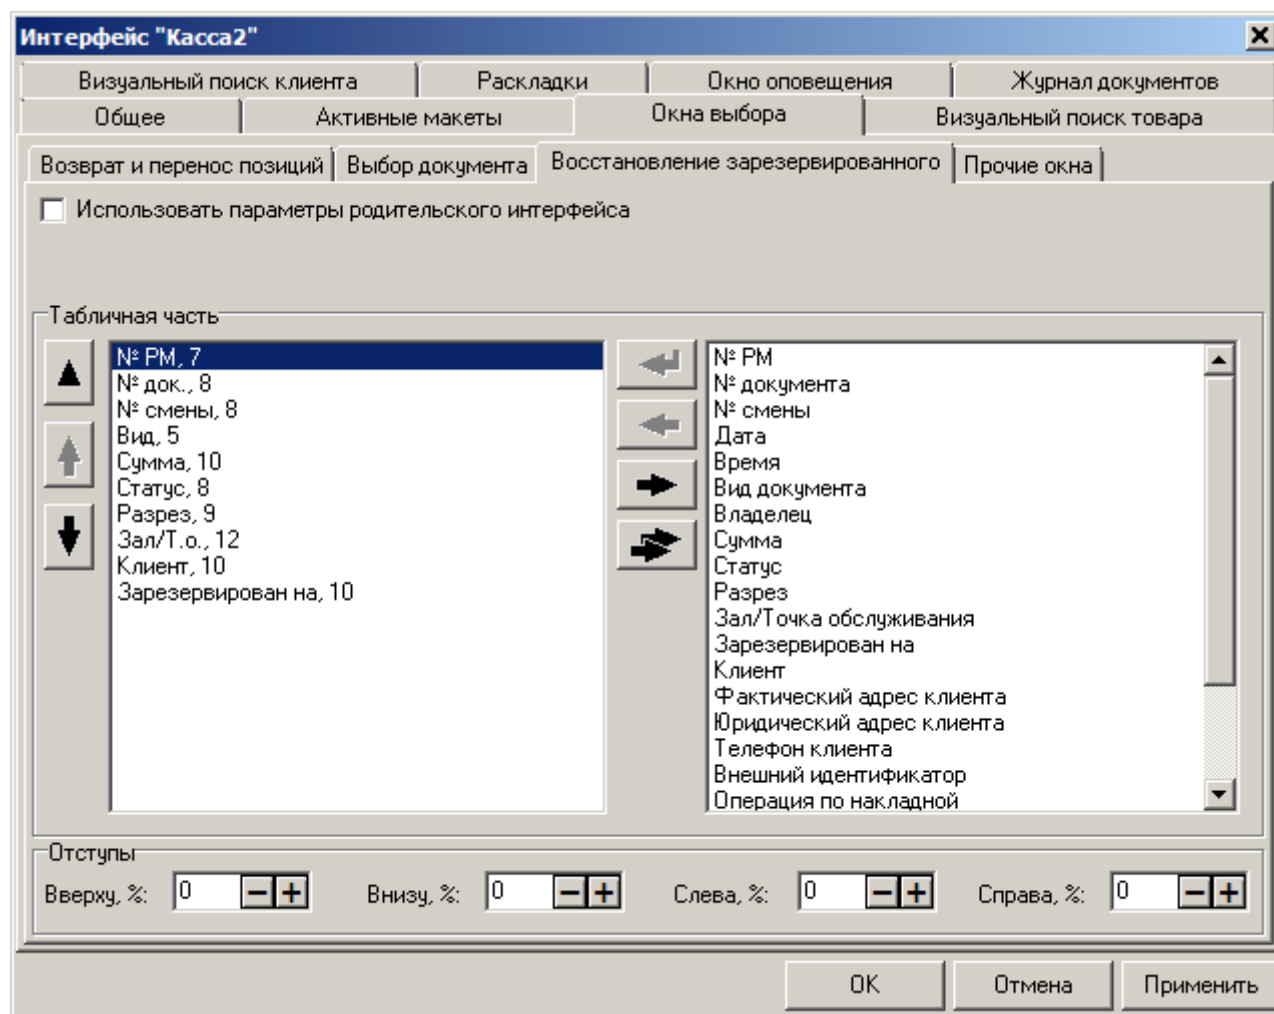 Интерфейс "Касса2"
Визуальный поиск клиента
Раскладки
Окно оповещения
Журнал документов
Общее
Активные макеты
Окна выбора
Визуальный поиск товара
Возврат и перенос позиций
Выбор документа
Восстановление зарезервированного
Прочие окна
Использовать параметры родительского интерфейса
Табличная часть
№ РМ, 7
№ док., 8
№ смены, 8
Вид, 5
Сумма, 10
Статус, 8
Разрез, 9
Зал/Т.о., 12
Клиент, 10
Зарезервирован на, 10
№ РМ
№ документа
№ смены
Дата
Время
Вид документа
Владелец
Сумма
Статус
Разрез
Зал/Точка обслуживания
Зарезервирован на
Клиент
Фактический адрес клиента
Юридический адрес клиента
Телефон клиента
Внешний идентификатор
Операция по накладной
Отступы
Вверху, %: 0
Внизу, %: 0
Слева, %: 0
Справа, %: 0
OK
Отмена
Применить